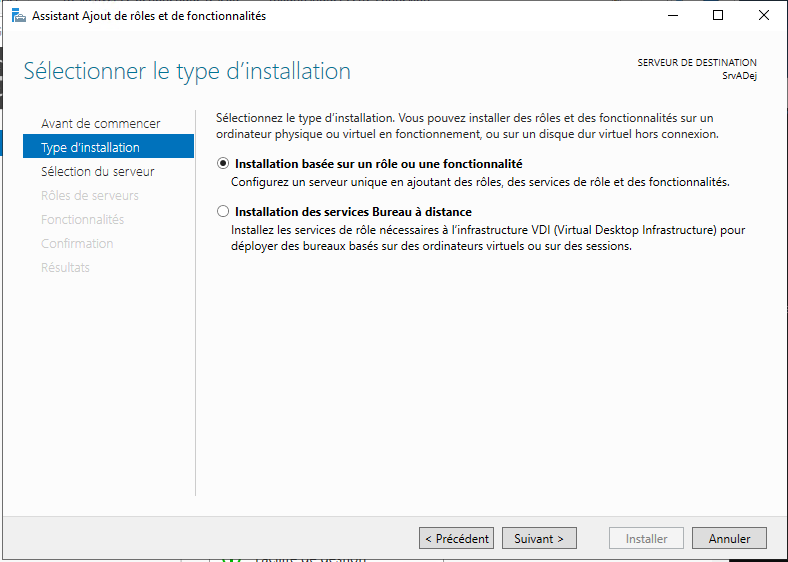 Assistant Ajout de rôles et de fonctionnalités
Sélectionner le type d’installation
SERVEUR DE DESTINATION
SrvADej
Avant de commencer
Type d’installation
Sélection du serveur
Rôles de serveurs
Fonctionnalités
Confirmation
Résultats
Sélectionnez le type d’installation. Vous pouvez installer des rôles et des fonctionnalités sur un
ordinateur physique ou virtuel en fonctionnement, ou sur un disque dur virtuel hors connexion.
Installation basée sur un rôle ou une fonctionnalité
Configurez un serveur unique en ajoutant des rôles, des services de rôle et des fonctionnalités.
Installation des services Bureau à distance
Installez les services de rôle nécessaires à l’infrastructure VDI (Virtual Desktop Infrastructure) pour
déployer des bureaux basés sur des ordinateurs virtuels ou sur des sessions.
< Précédent
Suivant >
Installer
Annuler